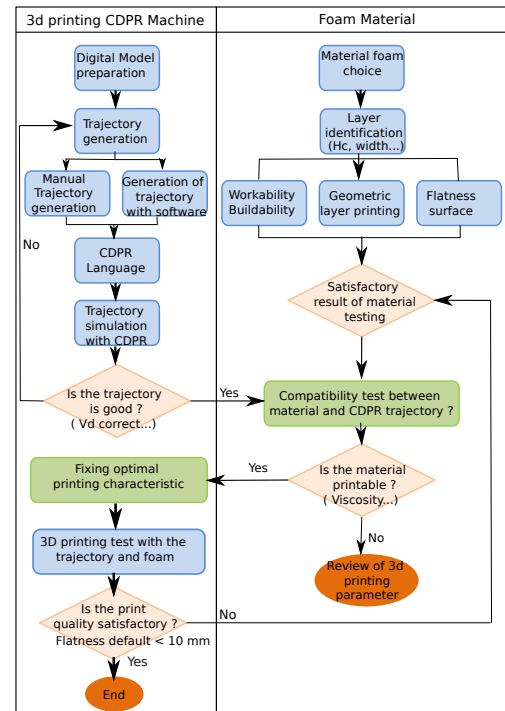 3d printing CDPR Machine
Digital Model
preparation
Trajectory
generation
Manual
Trajectory
generation
Generation of
trajectory
with software
No
CDPR
Language
Trajectory
simulation
with CDPR
Is the trajectory
is good ?
( Vd correct...)
Yes
Fixing optimal
printing characteristic
3D printing test with the
trajectory and foam
Is the print
quality satisfactory ?
Flatness default < 10 mm
No
Yes
End
Foam Material
Material foam
choice
Layer
identification
(Hc, width...)
Workability
Buildability
Geometric
layer printing
Flatness
surface
Satisfactory
result of material
testing
Compatibility test between
material and CDPR trajectory ?
Yes
Is the material
printable ?
( Viscosity...)
No
Review of 3d
printing
parameter